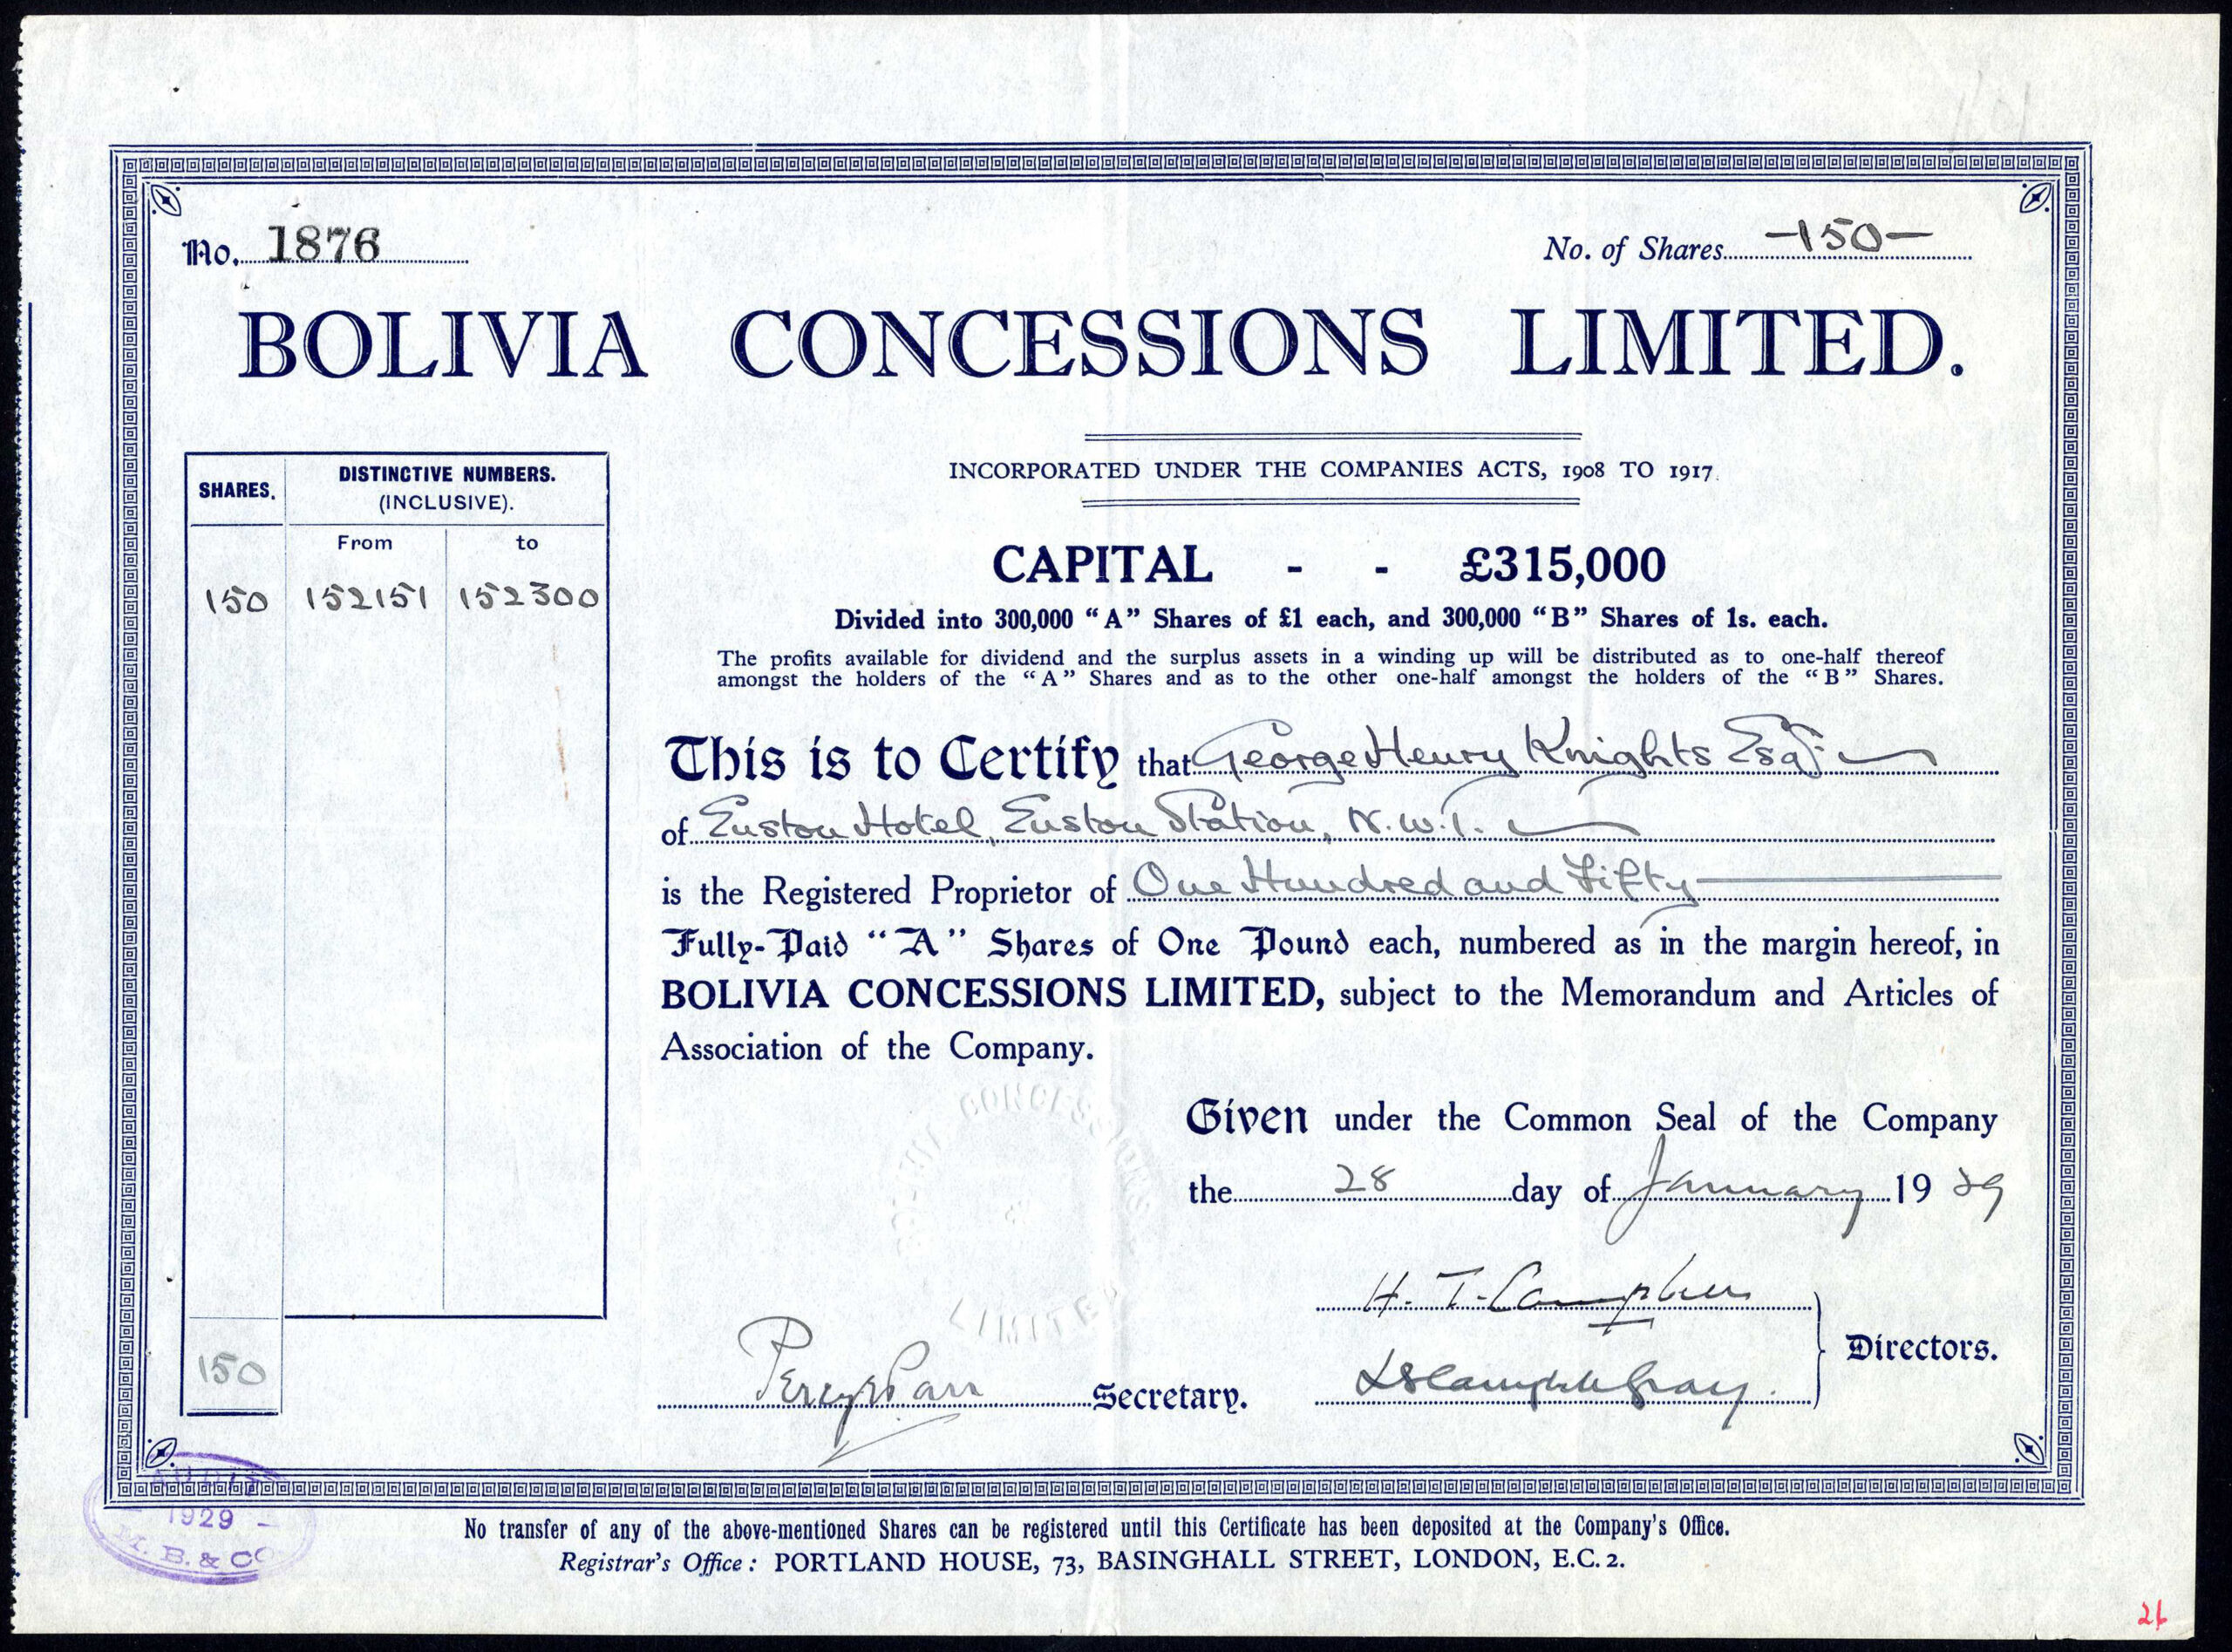 No. 1876
No. of Shares -150-
BOLIVIA CONCESSIONS LIMITED.
INCORPORATED UNDER THE COMPANIES ACTS, 1908 TO 1917.
CAPITAL - - £315,000
Divided into 300,000 “A” Shares of £1 each, and 300,000 “B” Shares of 1s. each.
The profits available for dividend and the surplus assets in a winding up will be distributed as to one-half thereof
amongst the holders of the “A” Shares and as to the other one-half amongst the holders of the “B” Shares.
SHARES.
DISTINCTIVE NUMBERS.
(INCLUSIVE).
From to
150 152151 152300
150
This is to Certify that George Henry Knights Esqr
of Euston Hotel, Euston Station, N.W.1.
is the Registered Proprietor of One Hundred and Fifty
Fully-Paid “A” Shares of One Pound each, numbered as in the margin hereof, in
BOLIVIA CONCESSIONS LIMITED, subject to the Memorandum and Articles of
Association of the Company.
Given under the Common Seal of the Company
the 28 day of January 1929
CONCESSIONS
LIMITED
H. T. Campbell
Directors.
Percy Parr Secretary.
AUDIT
1929
M. B. & CO
No transfer of any of the above-mentioned Shares can be registered until this Certificate has been deposited at the Company's Office.
Registrar's Office: PORTLAND HOUSE, 73, BASINGHALL STREET, LONDON, E.C. 2.
21